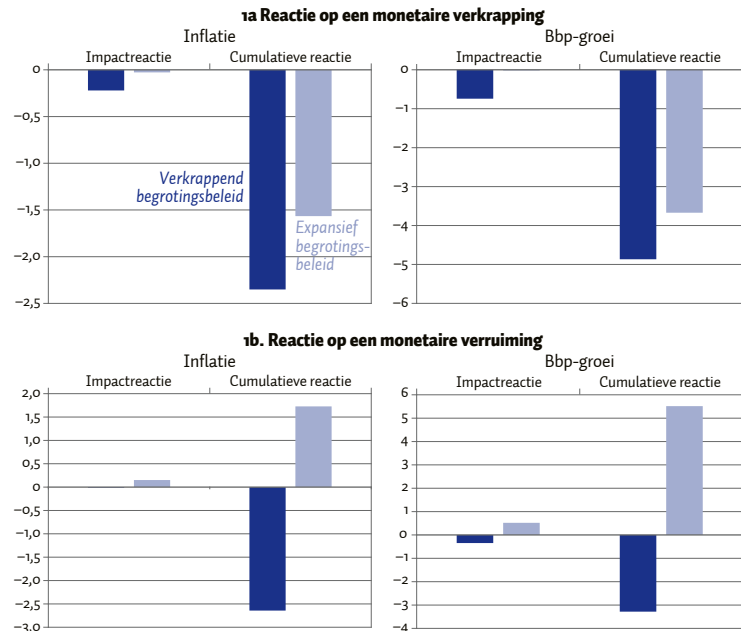 1a Reactie op een monetaire verkrapping
Inflatie
Impactreactie Cumulatieve reactie
0
−0,5
−1,0
−1,5
−2,0
−2,5
Verkrappend
begrotingsbeleid
Expansief
begrotings-
beleid
Bbp-groei
Impactreactie Cumulatieve reactie
0
−1
−2
−3
−4
−5
−6
1b. Reactie op een monetaire verruiming
Inflatie
Impactreactie Cumulatieve reactie
2,0
1,5
1,0
0,5
0
−0,5
−1,0
−1,5
−2,0
−2,5
−3,0
Bbp-groei
Impactreactie Cumulatieve reactie
6
5
4
3
2
1
0
−1
−2
−3
−4